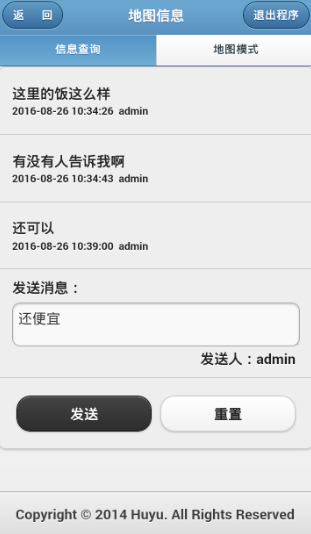 返 回
地图信息
退出程序
信息查询
地图模式
这里的饭这么样
2016-08-26 10:34:26 admin
有没有人告诉我啊
2016-08-26 10:34:43 admin
还可以
2016-08-26 10:39:00 admin
发送消息：
还便宜
发送人：admin
发送
重置
Copyright © 2014 Huyu. All Rights Reserved